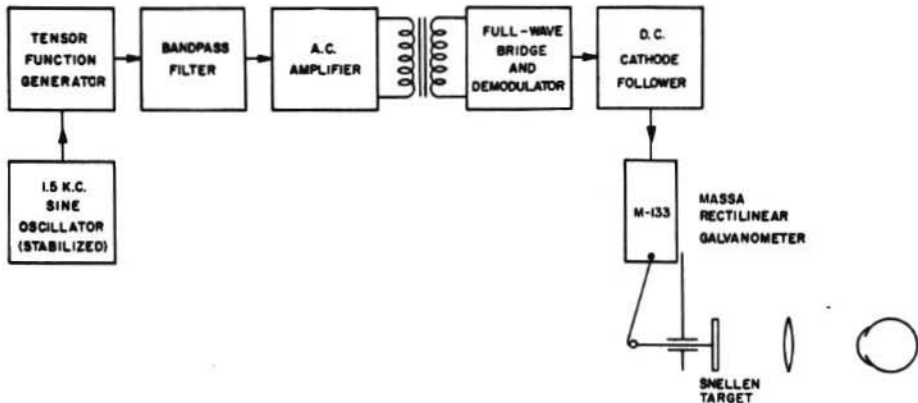 TENSOR
FUNCTION
GENERATOR
BANDPASS
FILTER
A.C.
AMPLIFIER
FULL-WAVE
BRIDGE
AND
DEMODULATOR
D.C.
CATHODE
FOLLOWER
1.5 K.C.
SINE
OSCILLATOR
(STABILIZED)
M-133
MASSA
RECTILINEAR
GALVANOMETER
SNELLEN
TARGET